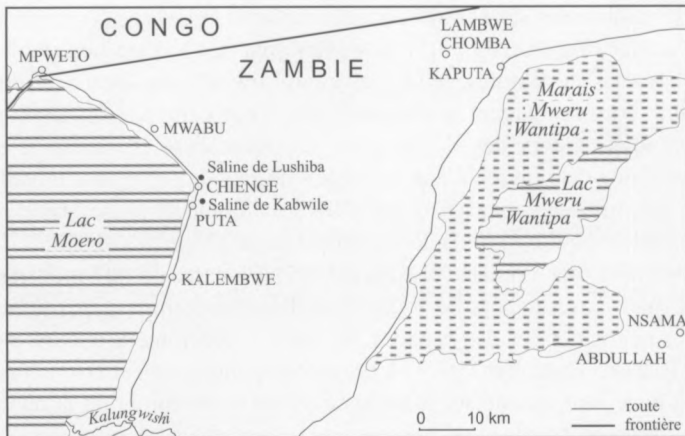 CONGO
ZAMBIE
MPWETO
LAMBWE
CHOMBA
KAPUTA
Marais
Mweru
Wantipa
MWABU
Saline de Lushiba
CHIENGE
Saline de Kabwile
PUTA
Lac
Moero
Lac
Mweru
Wantipa
KALEMBWE
NSAMA
ABDULLAH
Kalungwishi
0 10 km
route
frontière